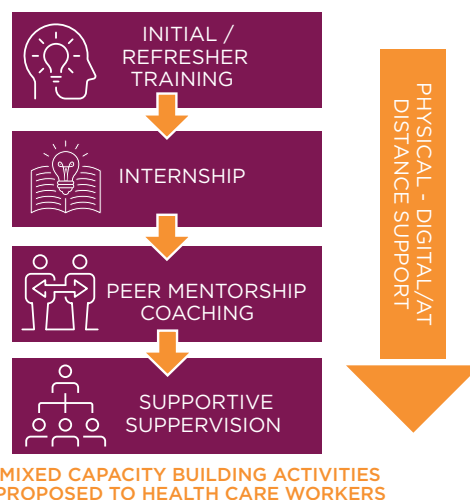 INITIAL /
REFRESHER
TRAINING
INTERNSHIP
PEER MENTORSHIP
COACHING
SUPPORTIVE
SUPPERVISION
PHYSICAL - DIGITAL/AT
DISTANCE SUPPORT
MIXED CAPACITY BUILDING ACTIVITIES
PROPOSED TO HEALTH CARE WORKERS